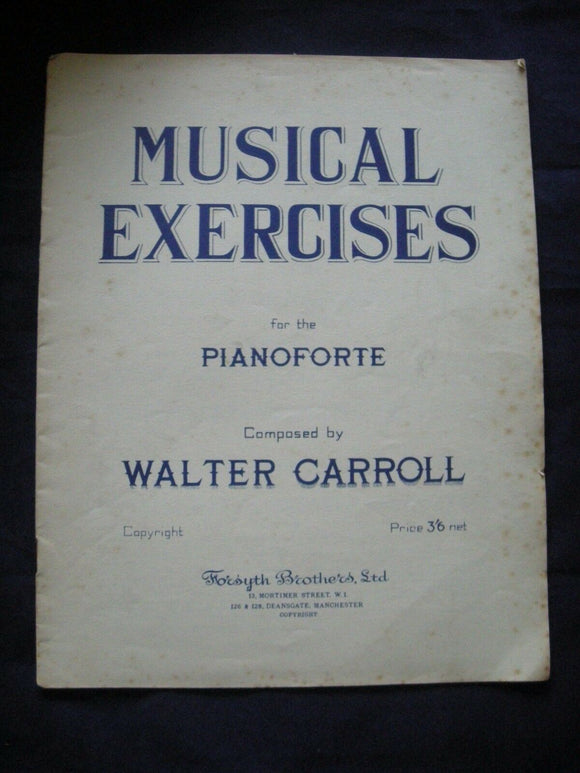 MUSICAL
EXERCISES
for the
PIANOFORTE
Composed by
WALTER CARROLL
Copyright
Price 3'6 net
Forsyth Brothers, Ltd
13, MORTIMER STREET, W.1.
126 & 128, DEANSGATE, MANCHESTER
COPYRIGHT